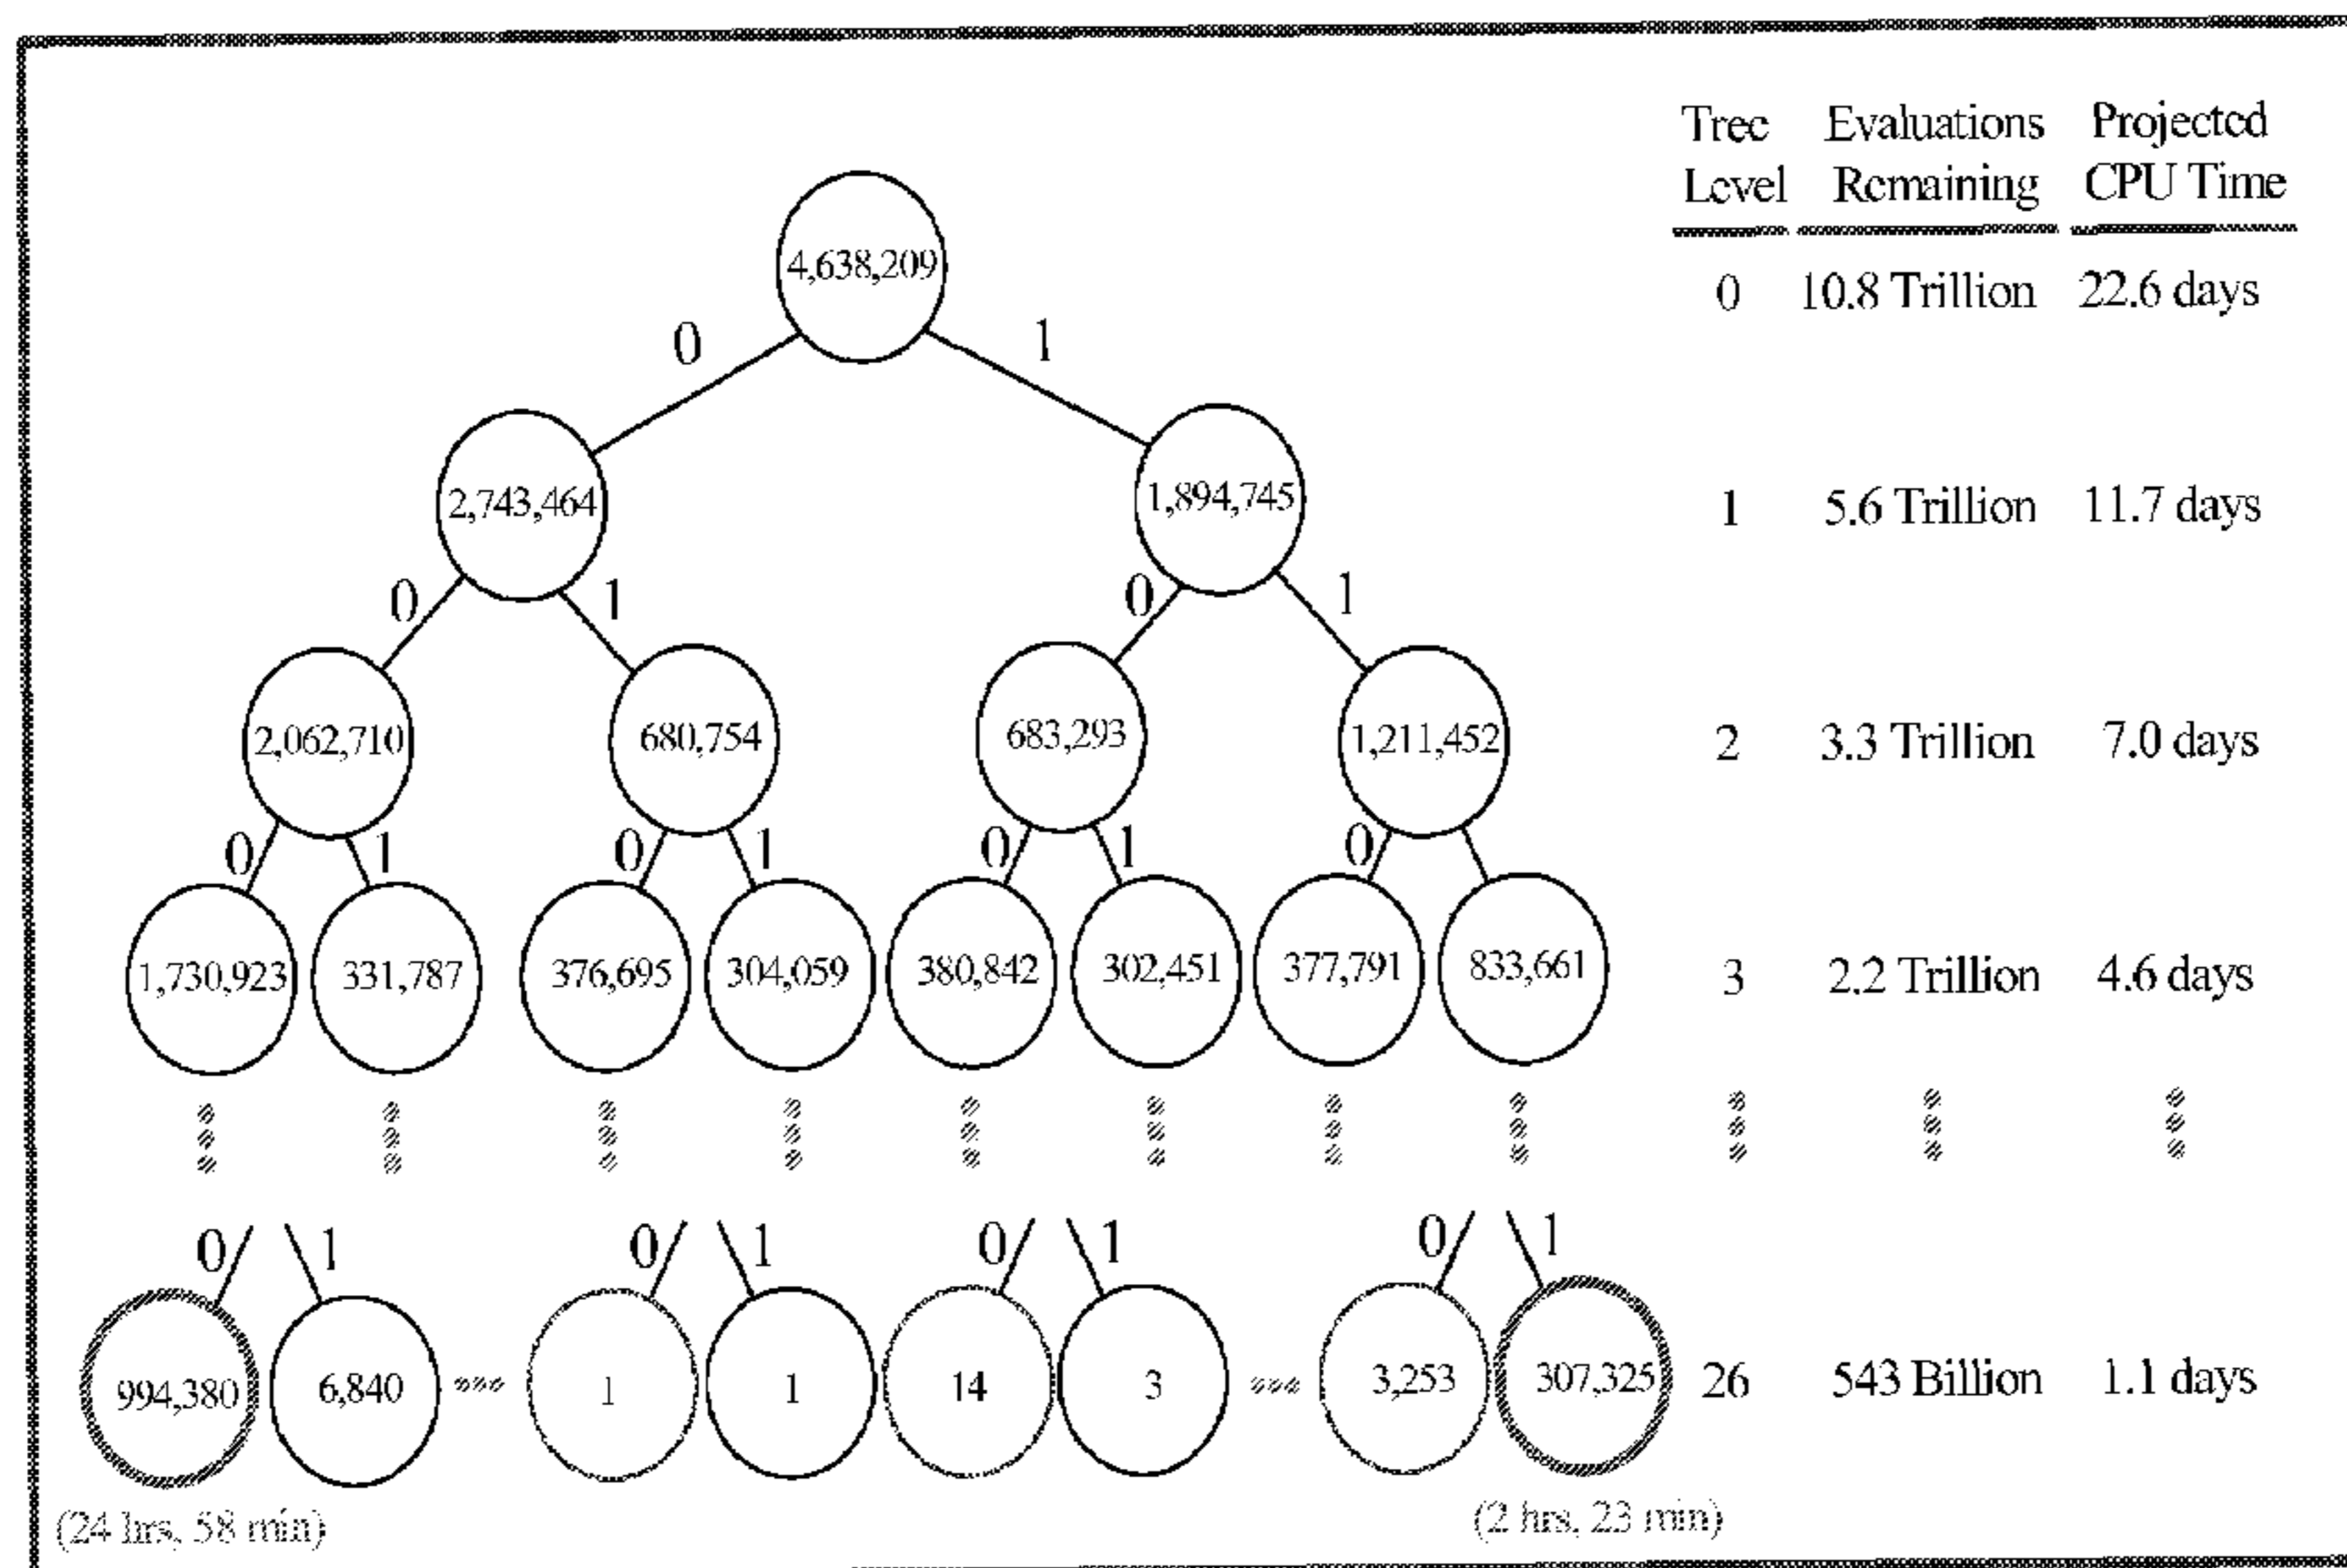 Tree Evaluations Projected
Level Remaining CPU Time
4,638,209
0 10.8 Trillion 22.6 days
0 1
2,743,464 1,894,745
1 5.6 Trillion 11.7 days
0 1 0 1
2,062,710 680,754 683,293 1,211,452
2 3.3 Trillion 7.0 days
0 1 0 1 0 1 0
1,730,923 331,787 376,695 304,059 380,842 302,451 377,791 833,661
3 2.2 Trillion 4.6 days
0 1 0 1 0 1 0 1
994,380 6,840 1 1 14 3 3,253 307,325
26 543 Billion 1.1 days
(24 hrs, 58 min) (2 hrs, 23 min)